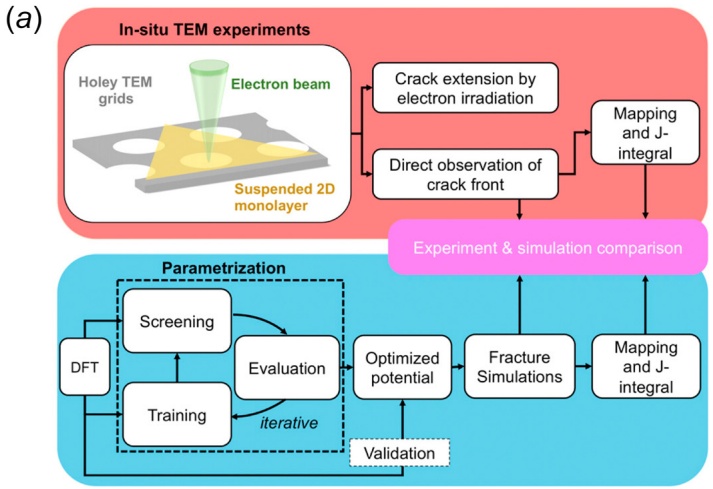 (a)
In-situ TEM experiments
Holey TEM
grids
Electron beam
Suspended 2D
monolayer
Crack extension by
electron irradiation
Direct observation of
crack front
Mapping
and J-
integral
Experiment & simulation comparison
Parametrization
Screening
DFT
Evaluation
Training
iterative
Optimized
potential
Fracture
Simulations
Mapping
and J-
integral
Validation